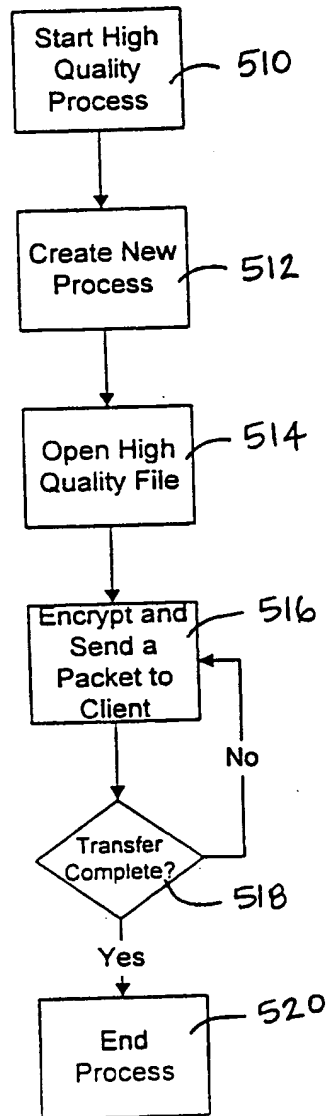 Start High
Quality
Process
510
Create New
Process
512
Open High
Quality File
514
Encrypt and
Send a
Packet to
Client
516
No
Transfer
Complete?
518
Yes
End
Process
520